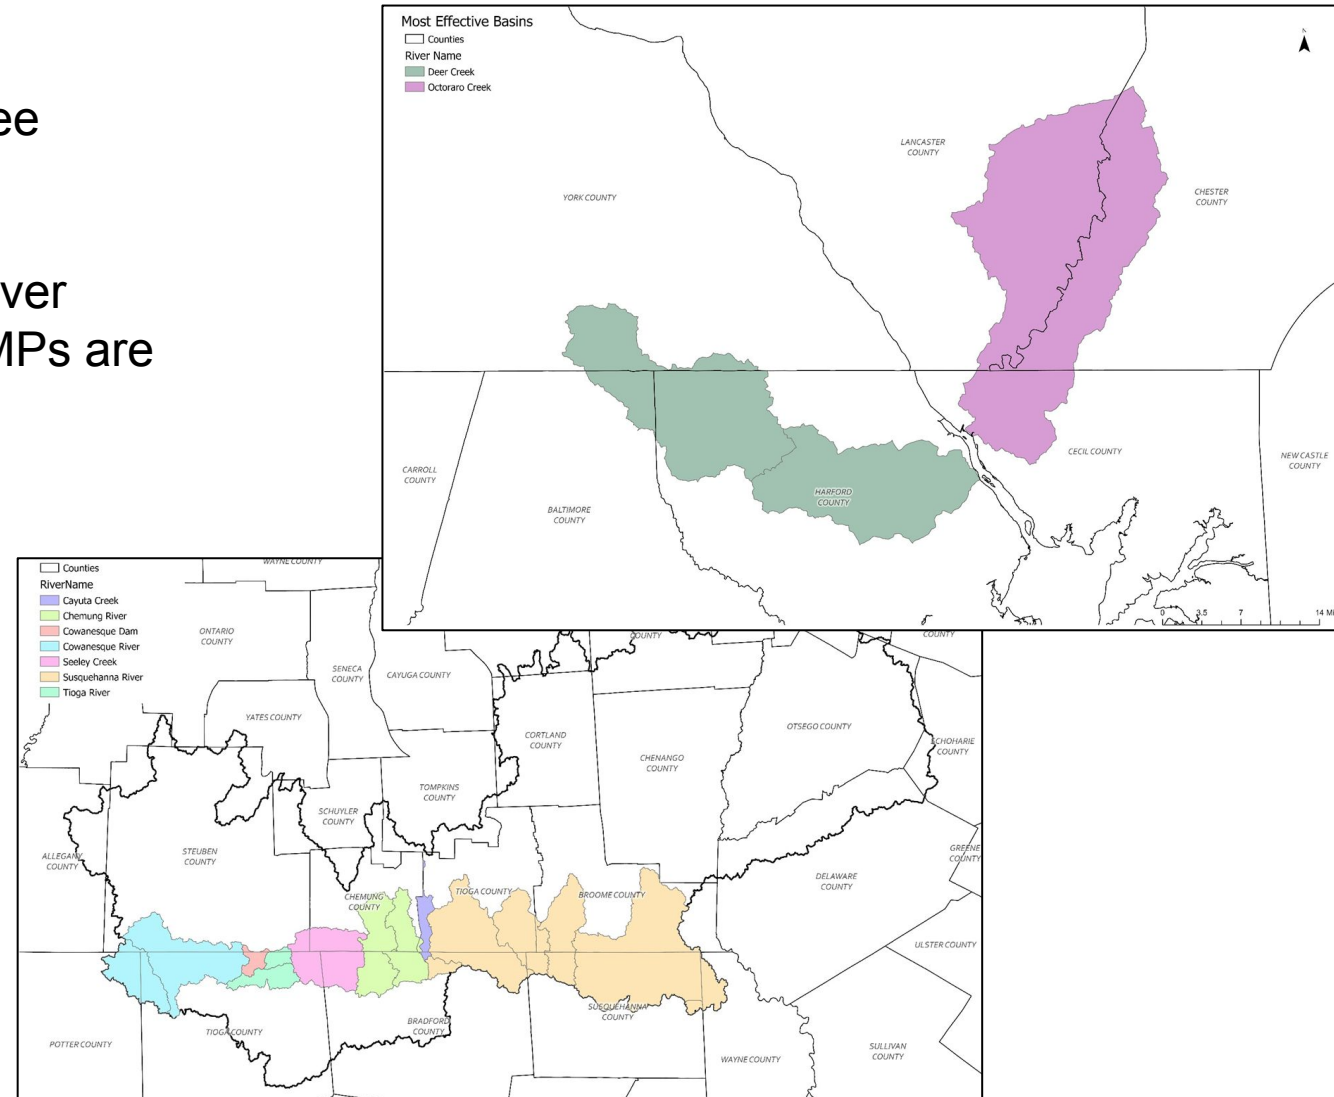 ee
ver
MPs are
Most Effective Basins
Counties
River Name
Deer Creek
Octoraro Creek
N
LANCASTER
COUNTY
YORK COUNTY
CHESTER
COUNTY
CARROLL
COUNTY
BALTIMORE
COUNTY
HARFORD
COUNTY
CECIL COUNTY
NEW CASTLE
COUNTY
0 3.5 7 14 Mi
Counties
RiverName
Cayuta Creek
Chemung River
Cowanesque Dam
Cowanesque River
Seeley Creek
Susquehanna River
Tioga River
WAYNE COUNTY
ONTARIO
COUNTY
SENECA
COUNTY
CAYUGA COUNTY
COUNTY
COUNTY
YATES COUNTY
CORTLAND
COUNTY
CHENANGO
COUNTY
OTSEGO COUNTY
SCHOHARIE
COUNTY
TOMPKINS
COUNTY
SCHUYLER
COUNTY
STEUBEN
COUNTY
ALLEGANY
COUNTY
CHEMUNG
COUNTY
TIOGA COUNTY
BROOME COUNTY
DELAWARE
COUNTY
GREENE
COUNTY
ULSTER COUNTY
SUSQUEHANNA
COUNTY
BRADFORD
COUNTY
TIOGA COUNTY
POTTER COUNTY
WAYNE COUNTY
SULLIVAN
COUNTY